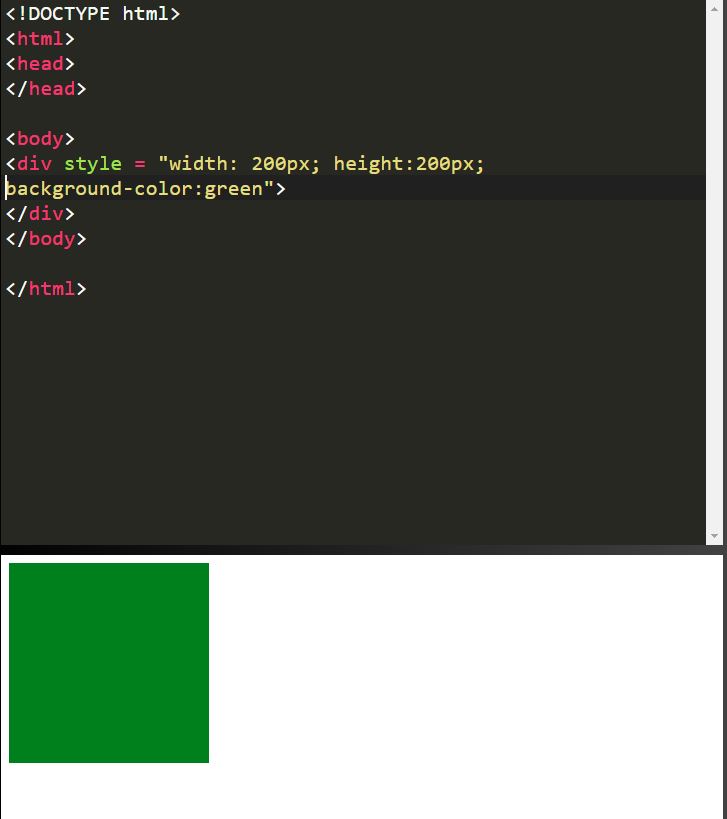 <!DOCTYPE html>
<html>
<head>
</head>
<body>
<div style = "width: 200px; height:200px;
background-color:green">
</div>
</body>
</html>